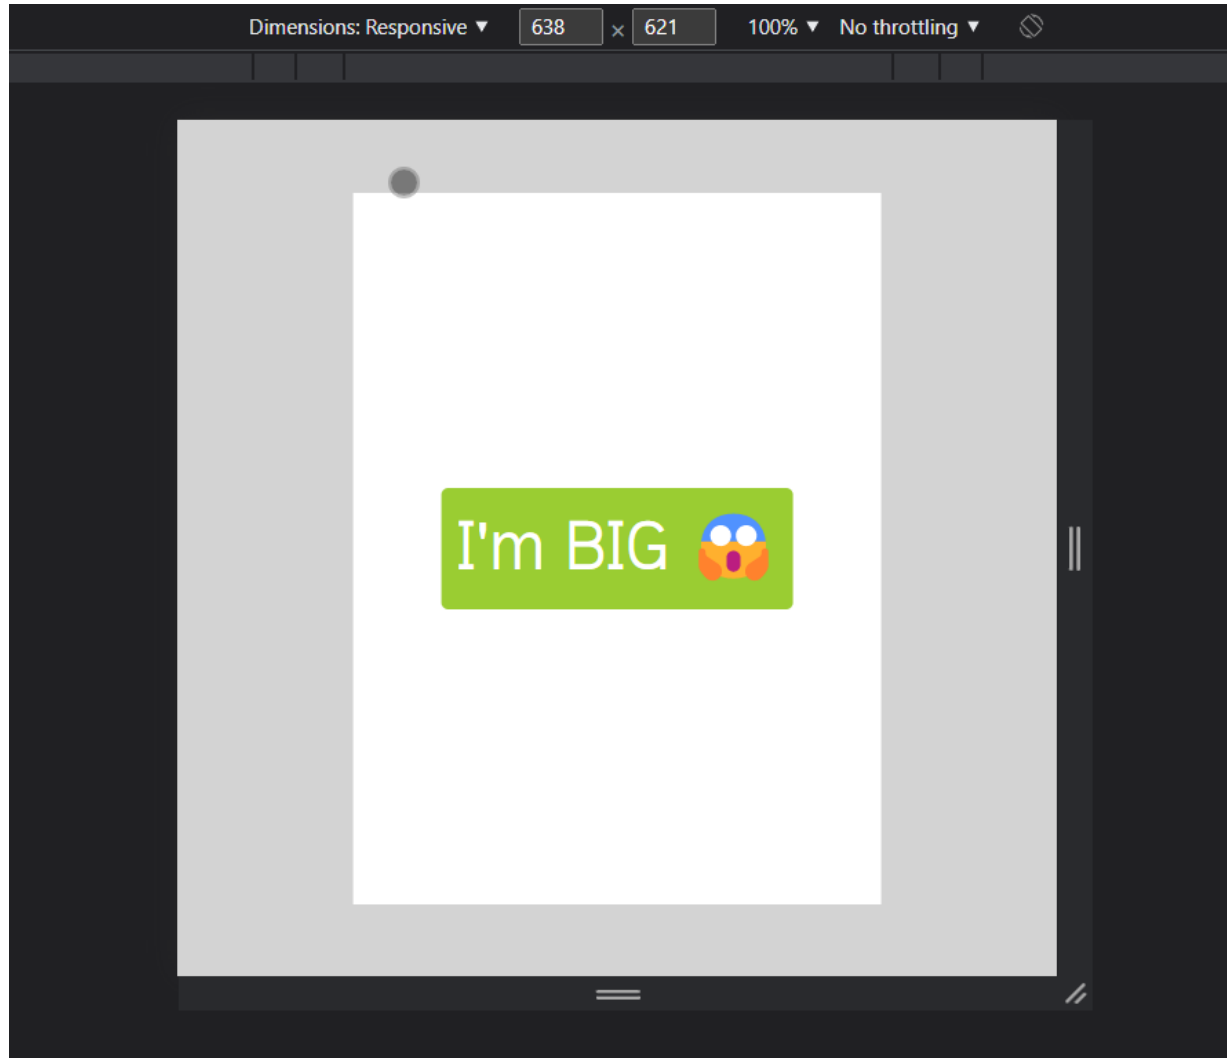 Dimensions: Responsive ▼ 638 × 621 100% ▼ No throttling ▼
I'm BIG 😱